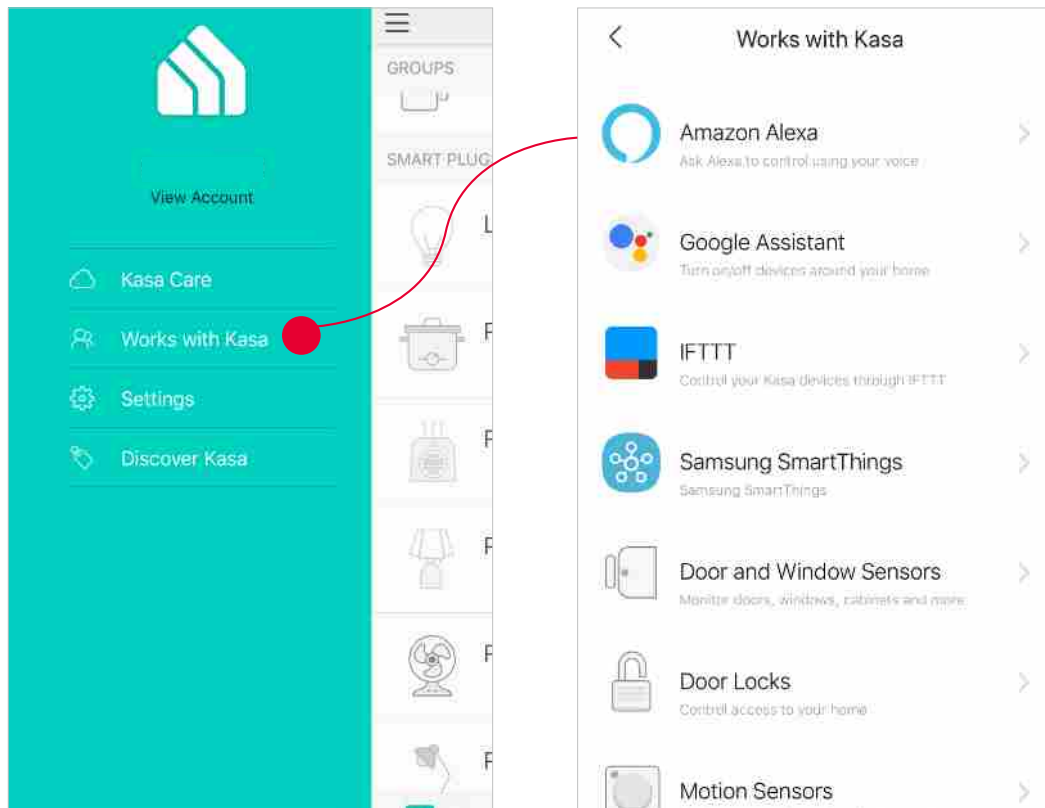 View Account
Kasa Care
Works with Kasa
Settings
Discover Kasa
GROUPS
SMART PLUG
L
P
P
P
P
P
Works with Kasa
Amazon Alexa
Ask Alexa to control using your voice
Google Assistant
Turn on/off devices around your home
IFTTT
Control your Kasa devices through IFTTT
Samsung SmartThings
Samsung SmartThings
Door and Window Sensors
Monitor doors, windows, cabinets and more
Door Locks
Control access to your home
Motion Sensors